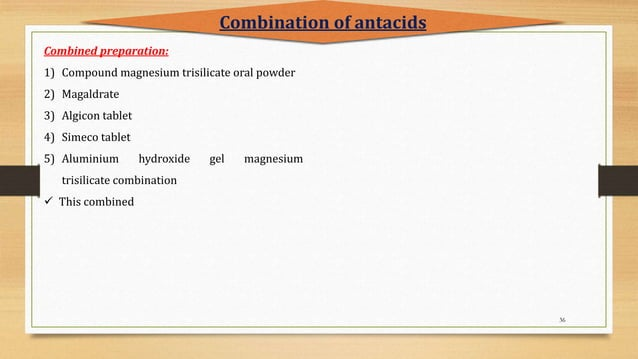 Combination of antacids
Combined preparation:
1) Compound magnesium trisilicate oral powder
2) Magaldrate
3) Algicon tablet
4) Simeco tablet
5) Aluminium hydroxide gel magnesium
trisilicate combination
✓ This combined
36